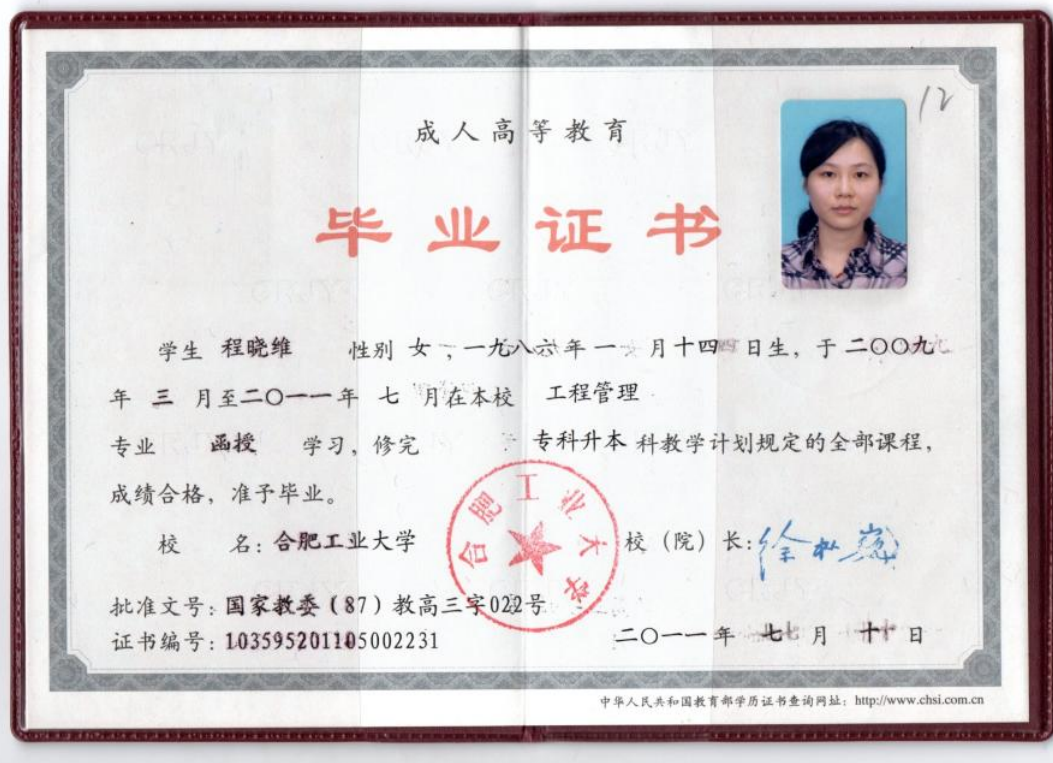 12
成人高等教育
毕业证书
学生 程晓维 性别 女，一九八六年一月十四日生，于二〇〇九
年 三 月至二〇一一年 七 月在本校 工程管理
专业 函授 学习，修完 专科升本 科教学计划规定的全部课程，
成绩合格，准予毕业。
校 名：合肥工业大学 校（院）长：
合肥工业大学
批准文号：国家教委（87）教高三字022号
证书编号：103595201105002231 二〇一一年 七 月 十 日
中华人民共和国教育部学历证书查询网址：http://www.chsi.com.cn